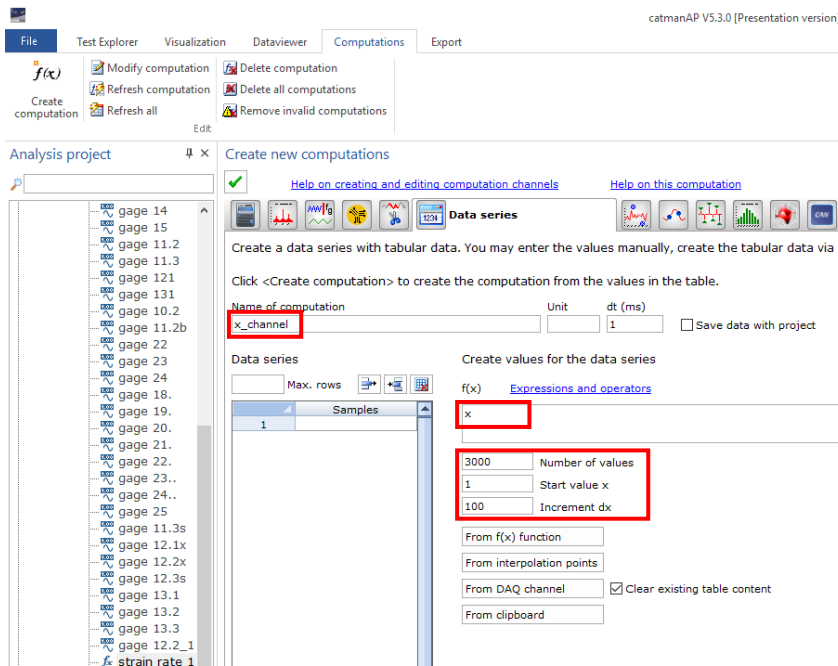 catmanAP V5.3.0 [Presentation version
File Test Explorer Visualization Dataviewer Computations Export
f(x)
Create
computation
Modify computation
Refresh computation
Refresh all
Delete computation
Delete all computations
Remove invalid computations
Edit
Analysis project
gage 14
gage 15
gage 11.2
gage 11.3
gage 121
gage 131
gage 10.2
gage 11.2b
gage 22
gage 23
gage 24
gage 18.
gage 19.
gage 20.
gage 21.
gage 22.
gage 23..
gage 24..
gage 25
gage 11.3s
gage 12.1x
gage 12.2x
gage 12.3s
gage 13.1
gage 13.2
gage 13.3
gage 12.2_1
fx strain rate 1
Create new computations
Help on creating and editing computation channels Help on this computation
1234 Data series CAN
Create a data series with tabular data. You may enter the values manually, create the tabular data via
Click <Create computation> to create the computation from the values in the table.
Name of computation Unit dt (ms)
x_channel 1 Save data with project
Data series
Max. rows
Samples
1
Create values for the data series
f(x) Expressions and operators
x
3000 Number of values
1 Start value x
100 Increment dx
From f(x) function
From interpolation points
From DAQ channel Clear existing table content
From clipboard